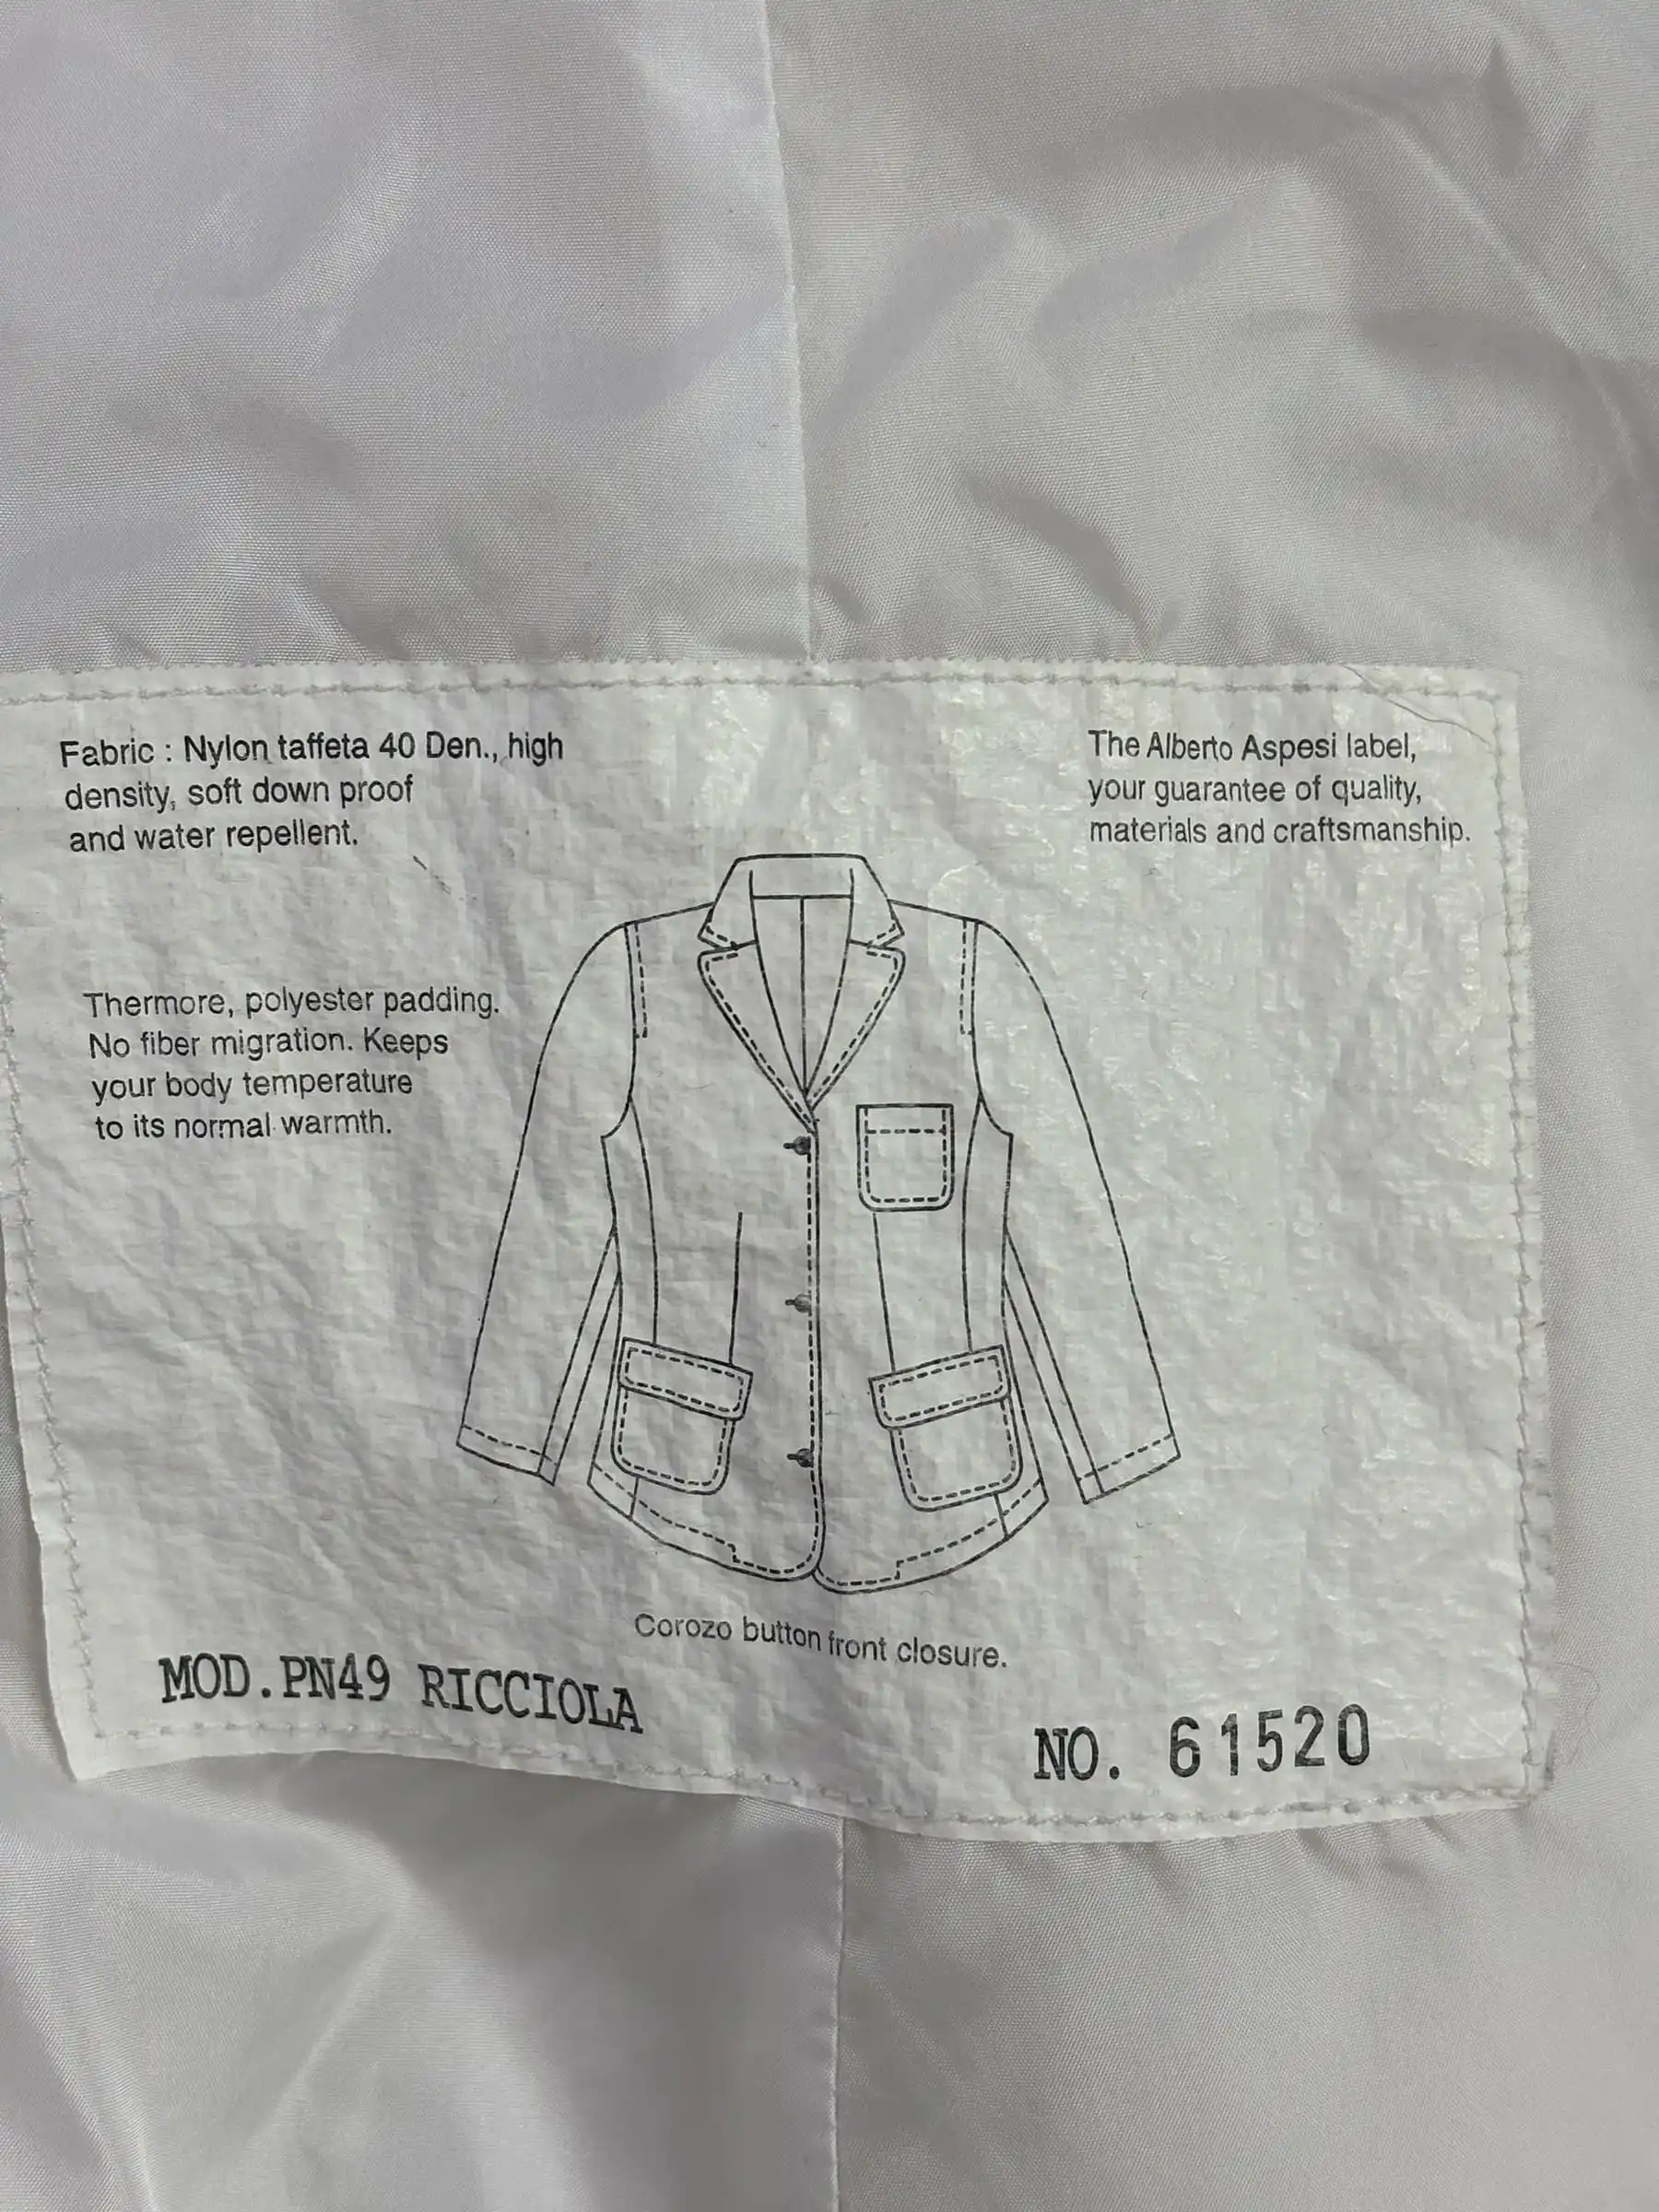 Fabric : Nylon taffeta 40 Den., high
density, soft down proof
and water repellent.
The Alberto Aspesi label,
your guarantee of quality,
materials and craftsmanship.
Thermore, polyester padding.
No fiber migration. Keeps
your body temperature
to its normal warmth.
Corozo button front closure.
MOD.PN49 RICCIOLA
NO. 61520